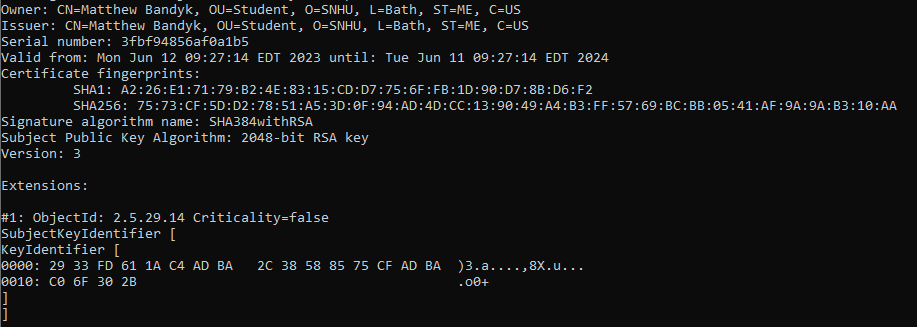 Owner: CN=Matthew Bandyk, OU=Student, O=SNHU, L=Bath, ST=ME, C=US
Issuer: CN=Matthew Bandyk, OU=Student, O=SNHU, L=Bath, ST=ME, C=US
Serial number: 3fbf94856af0a1b5
Valid from: Mon Jun 12 09:27:14 EDT 2023 until: Tue Jun 11 09:27:14 EDT 2024
Certificate fingerprints:
         SHA1: A2:26:E1:71:79:B2:4E:83:15:CD:D7:75:6F:FB:1D:90:D7:8B:D6:F2
         SHA256: 75:73:CF:5D:D2:78:51:A5:3D:0F:94:AD:4D:CC:13:90:49:A4:B3:FF:57:69:BC:BB:05:41:AF:9A:9A:B3:10:AA
Signature algorithm name: SHA384withRSA
Subject Public Key Algorithm: 2048-bit RSA key
Version: 3

Extensions:

#1: ObjectId: 2.5.29.14 Criticality=false
SubjectKeyIdentifier [
KeyIdentifier [
0000: 29 33 FD 61 1A C4 AD BA   2C 38 58 85 75 CF AD BA  )3.a....,8X.u...
0010: C0 6F 30 2B                                        .o0+
]
]